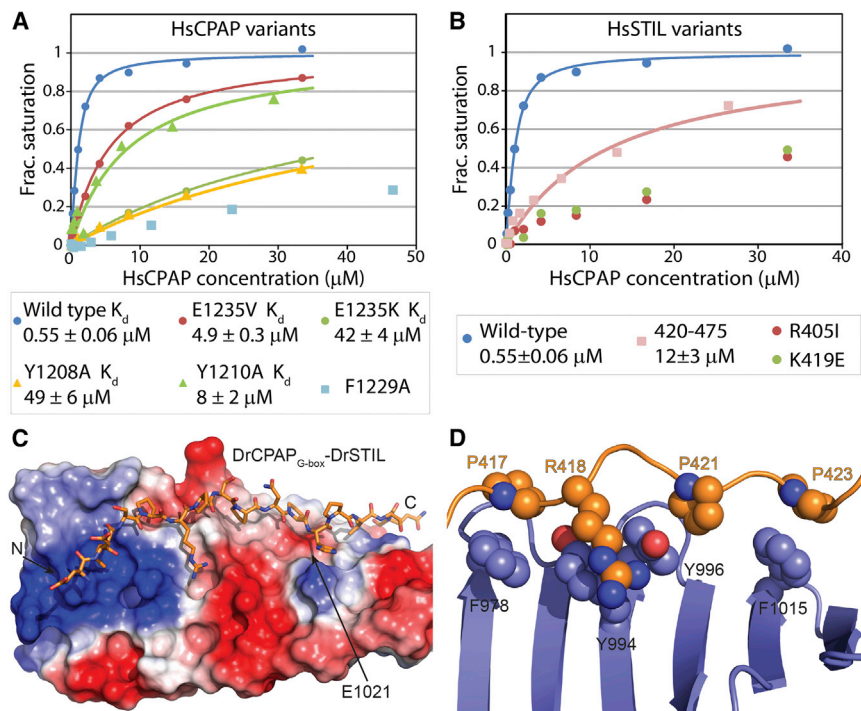 A
HsCPAP variants
Frac. saturation
1
0.8
0.6
0.4
0.2
0
0
10
20
30
40
50
HsCPAP concentration (µM)
Wild type Kd
0.55 ± 0.06 µM
E1235V Kd
4.9 ± 0.3 µM
E1235K Kd
42 ± 4 µM
Y1208A Kd
49 ± 6 µM
Y1210A Kd
8 ± 2 µM
F1229A
B
HsSTIL variants
Frac. saturation
1
0.8
0.6
0.4
0.2
0
0
10
20
30
40
HsCPAP concentration (µM)
Wild-type
0.55±0.06 µM
420-475
12±3 µM
R405I
K419E
C
DrCPAPG-box-DrSTIL
C
N
E1021
D
P417
R418
P421
P423
F978
Y994
Y996
F1015